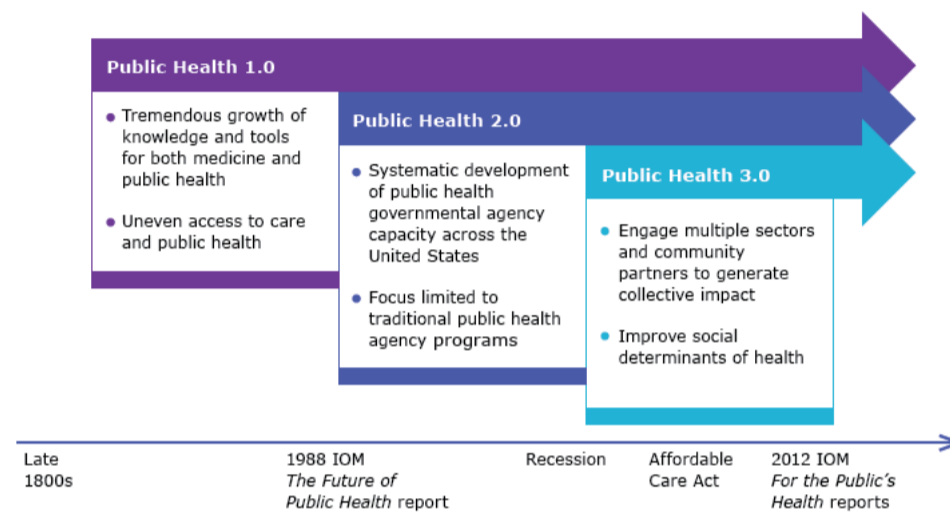 Public Health 1.0
• Tremendous growth of
knowledge and tools
for both medicine and
public health
• Uneven access to care
and public health
Public Health 2.0
• Systematic development
of public health
governmental agency
capacity across the
United States
• Focus limited to
traditional public health
agency programs
Public Health 3.0
• Engage multiple sectors
and community
partners to generate
collective impact
• Improve social
determinants of health
Late
1800s
1988 IOM
The Future of
Public Health report
Recession
Affordable
Care Act
2012 IOM
For the Public’s
Health reports